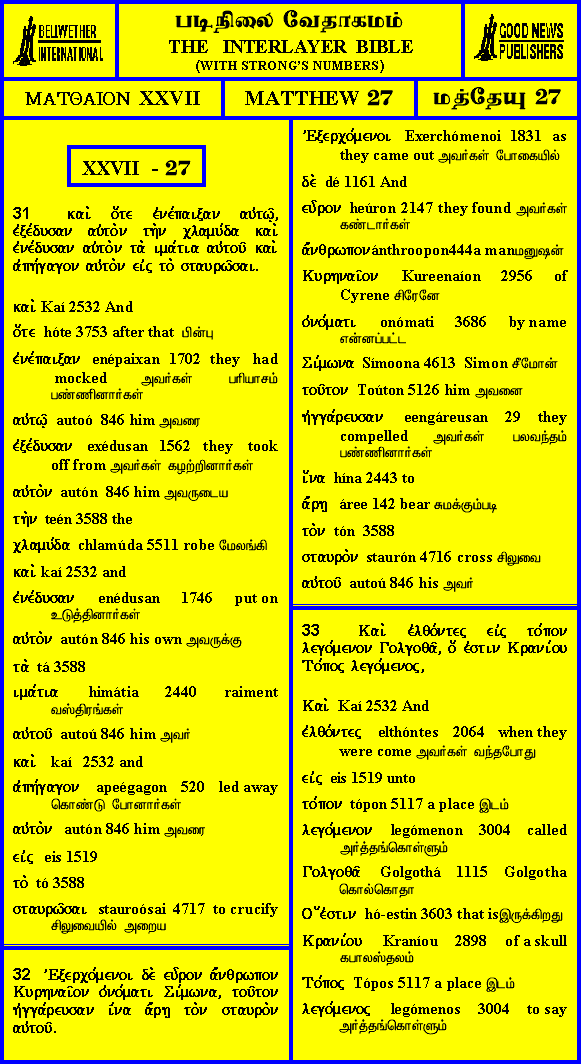 BELLWETHER
INTERNATIONAL
படிநிலை வேதாகமம்
THE INTERLAYER BIBLE
(WITH STRONG'S NUMBERS)
GOOD NEWS
PUBLISHERS
ΜΑΤΘΑΙΟΝ XXVII
MATTHEW 27
மத்தேயு 27
XXVII - 27
31 καὶ ὅτε ἐνέπαιξαν αὐτῷ,
ἐξέδυσαν αὐτὸν τὴν χλαμύδα καὶ
ἐνέδυσαν αὐτὸν τὰ ιμάτια αὐτοῦ καὶ
ἀπήγαγον αὐτὸν εἰς τὸ σταυρῶσαι.
καὶ Kaí 2532 And
ὅτε hóte 3753 after that பின்பு
ἐνέπαιξαν enépaixan 1702 they had
mocked அவர்கள் பரியாசம்
பண்ணினார்கள்
αὐτῷ autoó 846 him அவரை
ἐξέδυσαν exédusan 1562 they took
off from அவர்கள் கழற்றினார்கள்
αὐτὸν autón 846 him அவருடைய
τὴν teén 3588 the
χλαμύδα chlamúda 5511 robe மேலங்கி
καὶ kaí 2532 and
ἐνέδυσαν enédusan 1746 put on
உடுத்தினார்கள்
αὐτὸν autón 846 his own அவருக்கு
τὰ tá 3588
ιμάτια himátia 2440 raiment
வஸ்திரங்கள்
αὐτοῦ autoú 846 him அவர்
καὶ kaí 2532 and
ἀπήγαγον apeégagon 520 led away
கொண்டு போனார்கள்
αὐτὸν autón 846 him அவரை
εἰς eis 1519
τὸ tó 3588
σταυρῶσαι stauroósai 4717 to crucify
சிலுவையில் அறைய
32 Ἐξερχόμενοι δὲ εὗρον ἄνθρωπον
Κυρηναῖον ὀνόματι Σίμωνα, τοῦτον
ἠγγάρευσαν ἵνα ἄρῃ τὸν σταυρὸν
αὐτοῦ.
Ἐξερχόμενοι Exerchómenoi 1831 as
they came out அவர்கள் போகையில்
δὲ dé 1161 And
εὗρον heúron 2147 they found அவர்கள்
கண்டார்கள்
ἄνθρωπον ánthroopon444a manமனுஷன்
Κυρηναῖον Kureenaíon 2956 of
Cyrene சிரேனே
ὀνόματι onómati 3686 by name
என்னப்பட்ட
Σίμωνα Símoona 4613 Simon சீமோன்
τοῦτον Toúton 5126 him அவனை
ἠγγάρευσαν eengáreusan 29 they
compelled அவர்கள் பலவந்தம்
பண்ணினார்கள்
ἵνα hína 2443 to
ἄρῃ áree 142 bear சுமக்கும்படி
τὸν tón 3588
σταυρὸν staurón 4716 cross சிலுவை
αὐτοῦ autoú 846 his அவர்
33 Καὶ ἐλθόντες εἰς τόπον
λεγόμενον Γολγοθᾶ, ὅ ἐστιν Κρανίου
Τόπος λεγόμενος,
Καὶ Kaí 2532 And
ἐλθόντες elthóntes 2064 when they
were come அவர்கள் வந்தபோது
εἰς eis 1519 unto
τόπον tópon 5117 a place இடம்
λεγόμενον legómenon 3004 called
அர்த்தங்கொள்ளும்
Γολγοθᾶ Golgothá 1115 Golgotha
கொல்கொதா
Ὅ ἐστιν hó-estin 3603 that isஇருக்கிறது
Κρανίου Kraníou 2898 of a skull
கபாலஸ்தலம்
Τόπος Tópos 5117 a place இடம்
λεγόμενος legómenos 3004 to say
அர்த்தங்கொள்ளும்